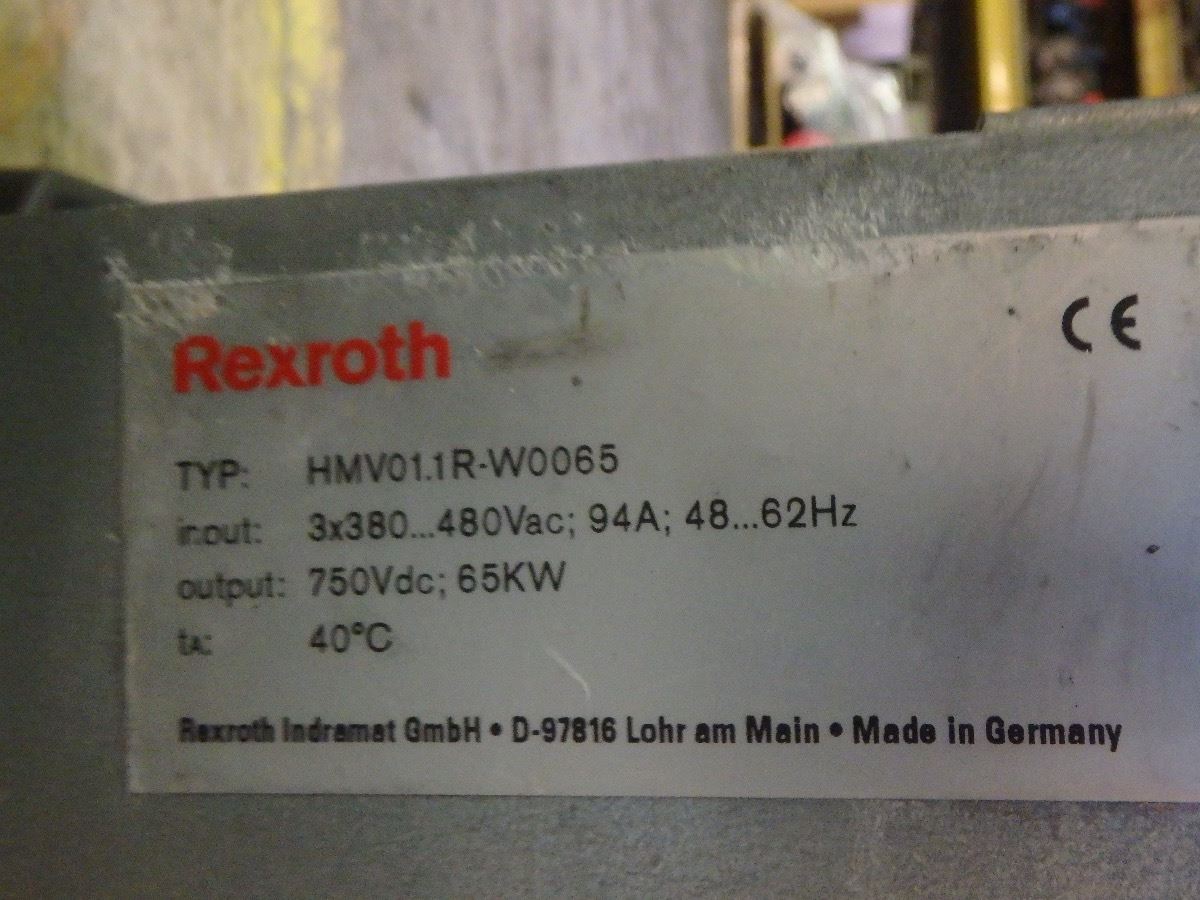 Rexroth
CE
TYP: HMV01.1R-W0065
input: 3x380...480Vac; 94A; 48...62Hz
output: 750Vdc; 65KW
tA: 40°C
Rexroth Indramat GmbH • D-97816 Lohr am Main • Made in Germany